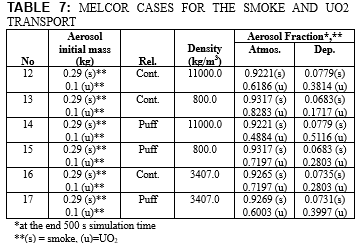 TABLE 7: MELCOR CASES FOR THE SMOKE AND UO2
TRANSPORT
No Aerosol initial mass (kg) Rel. Density (kg/m³) Aerosol Fraction*,**
Atmos. Dep.
12 0.29 (s)** Cont. 11000.0 0.9221(s) 0.0779(s)
0.1 (u)** 0.6186 (u) 0.3814 (u)
13 0.29 (s)** Cont. 800.0 0.9317 (s) 0.0683(s)
0.1 (u)** 0.8283 (u) 0.1717 (u)
14 0.29 (s)** Puff 11000.0 0.9221 (s) 0.0779 (s)
0.1 (u)** 0.4884 (u) 0.5116 (u)
15 0.29 (s)** Puff 800.0 0.9317 (s) 0.0683 (s)
0.1 (u)** 0.7197 (u) 0.2803 (u)
16 0.29 (s)** Cont. 3407.0 0.9265 (s) 0.0735(s)
0.1 (u)** 0.7197 (u) 0.2803 (u)
17 0.29 (s)** Puff 3407.0 0.9269 (s) 0.0731(s)
0.1 (u)** 0.6003 (u) 0.3997 (u)
*at the end 500 s simulation time
**(s) = smoke, (u)=UO₂